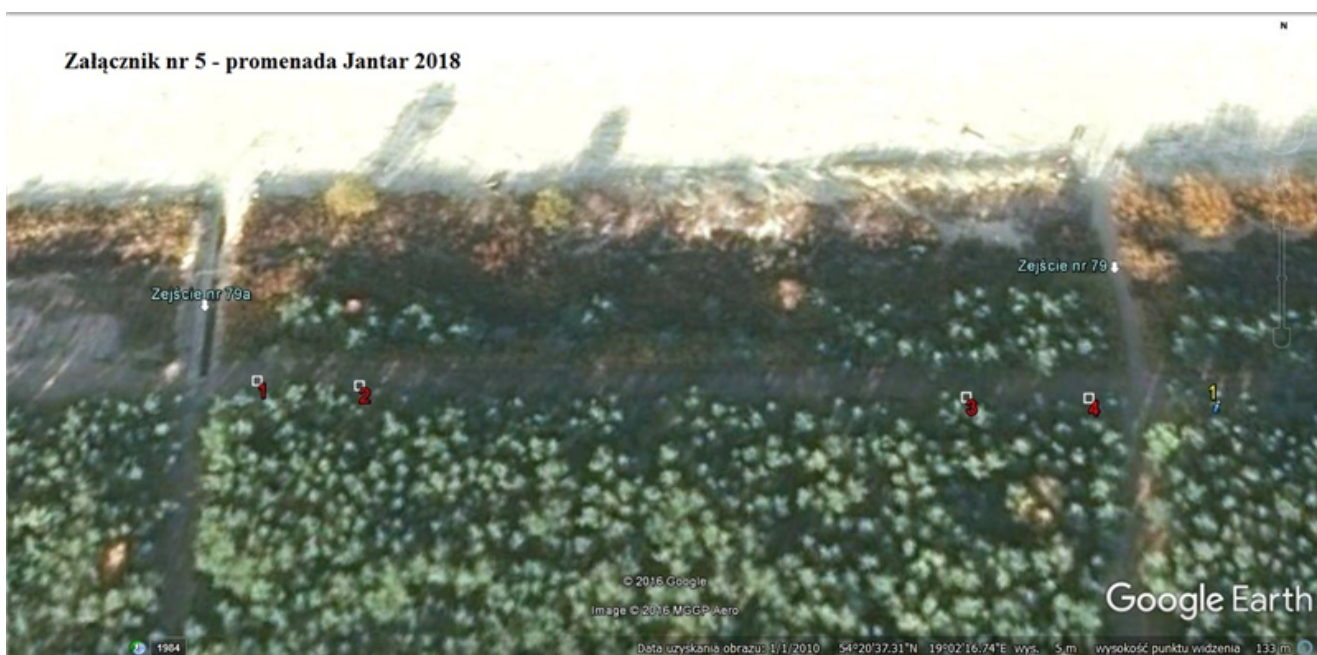 N
Załącznik nr 5 - promenada Jantar 2018
Zejście nr 79
Zejście nr 79a
1
2
3
4
1
© 2016 Google
Image © 2016 MGGP Aero
Google Earth
1984
Data uzyskania obrazu: 1/1/2010 54°20'37.31"N 19°02'16.74"E wys. 5 m wysokość punktu widzenia 133 m